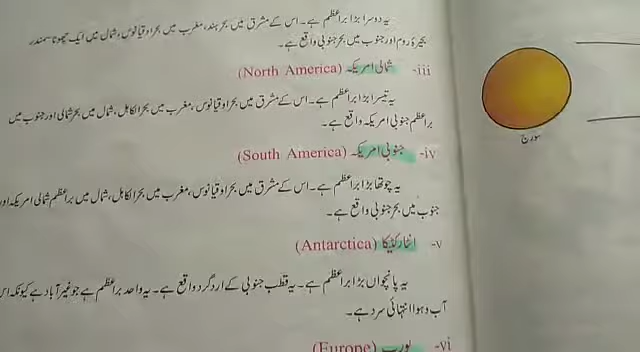 یہ دوسرا بڑا براعظم ہے۔ اس کے مشرق میں بحر ہند، مغرب میں بحر اوقیانوس، شمال میں ایک چھوٹا سمندر
بحیرۂ روم اور جنوب میں بحر جنوبی واقع ہے۔
iii- شمالی امریکہ (North America)
یہ تیسرا بڑا براعظم ہے۔ اس کے مشرق میں بحر اوقیانوس، مغرب میں بحر الکاہل، شمال میں بحر شمالی اور جنوب میں
براعظم جنوبی امریکہ واقع ہے۔
iv- جنوبی امریکہ (South America)
یہ چوتھا بڑا براعظم ہے۔ اس کے مشرق میں بحر اوقیانوس، مغرب میں بحر الکاہل، شمال میں براعظم شمالی امریکہ اور
جنوب میں بحر جنوبی واقع ہے۔
v- انٹارکٹیکا (Antarctica)
یہ پانچواں بڑا براعظم ہے۔ یہ قطب جنوبی کے اردگرد واقع ہے۔ یہ واحد براعظم ہے جو غیر آباد ہے کیونکہ اس
آب و ہوا انتہائی سرد ہے۔
vi- یورپ (Europe)
سورج